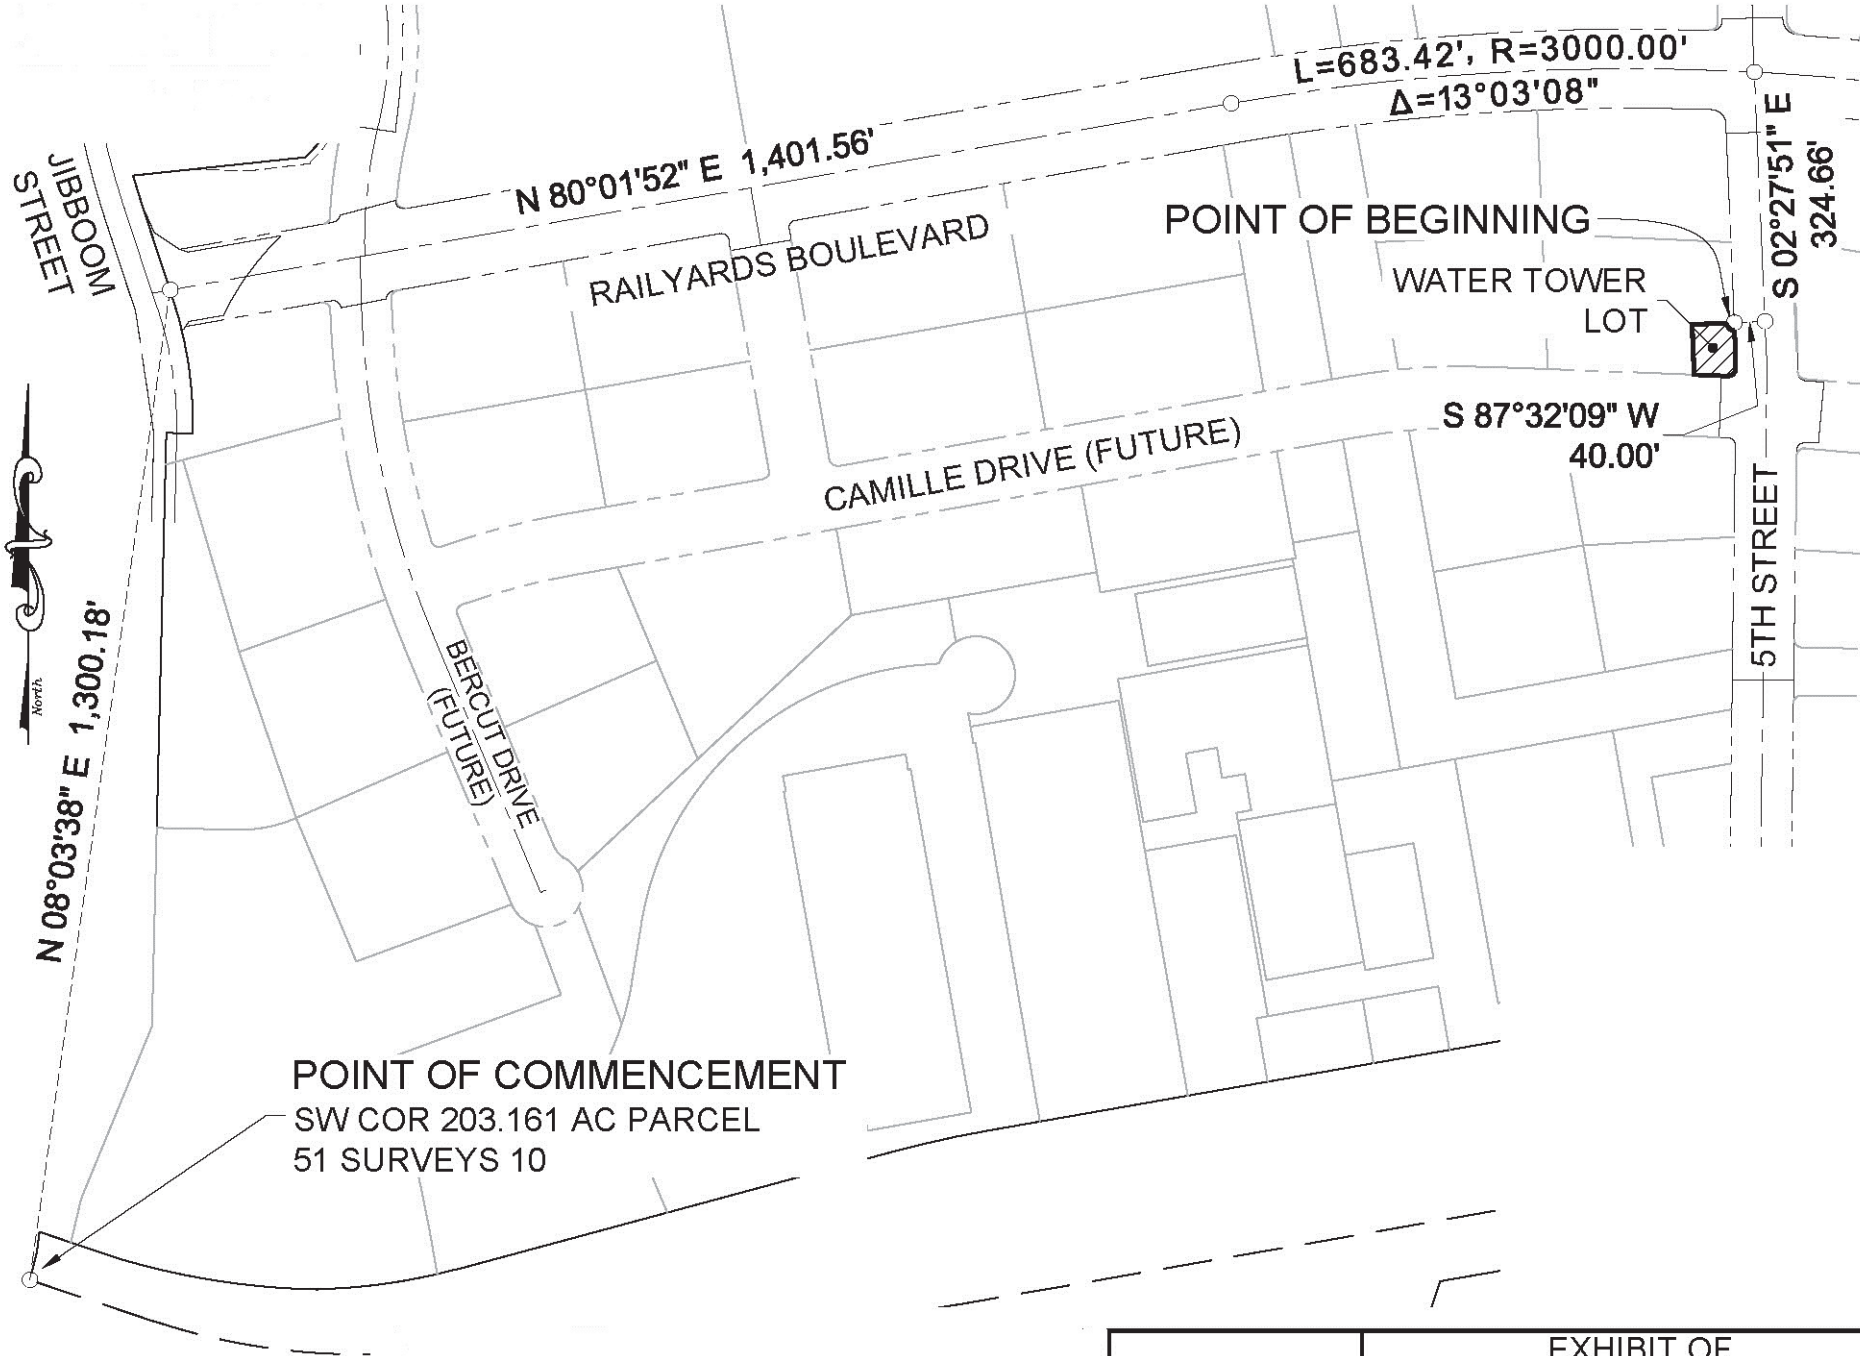 L=683.42', R=3000.00'
Δ=13°03'08"
N 80°01'52" E 1,401.56'
S 02°27'51" E
324.66'
JIBBOOM
STREET
POINT OF BEGINNING
RAILYARDS BOULEVARD
WATER TOWER
LOT
S 87°32'09" W
40.00'
CAMILLE DRIVE (FUTURE)
5TH STREET
North
N 08°03'38" E 1,300.18'
BERCUT DRIVE
(FUTURE)
POINT OF COMMENCEMENT
SW COR 203.161 AC PARCEL
51 SURVEYS 10
EXHIBIT OF